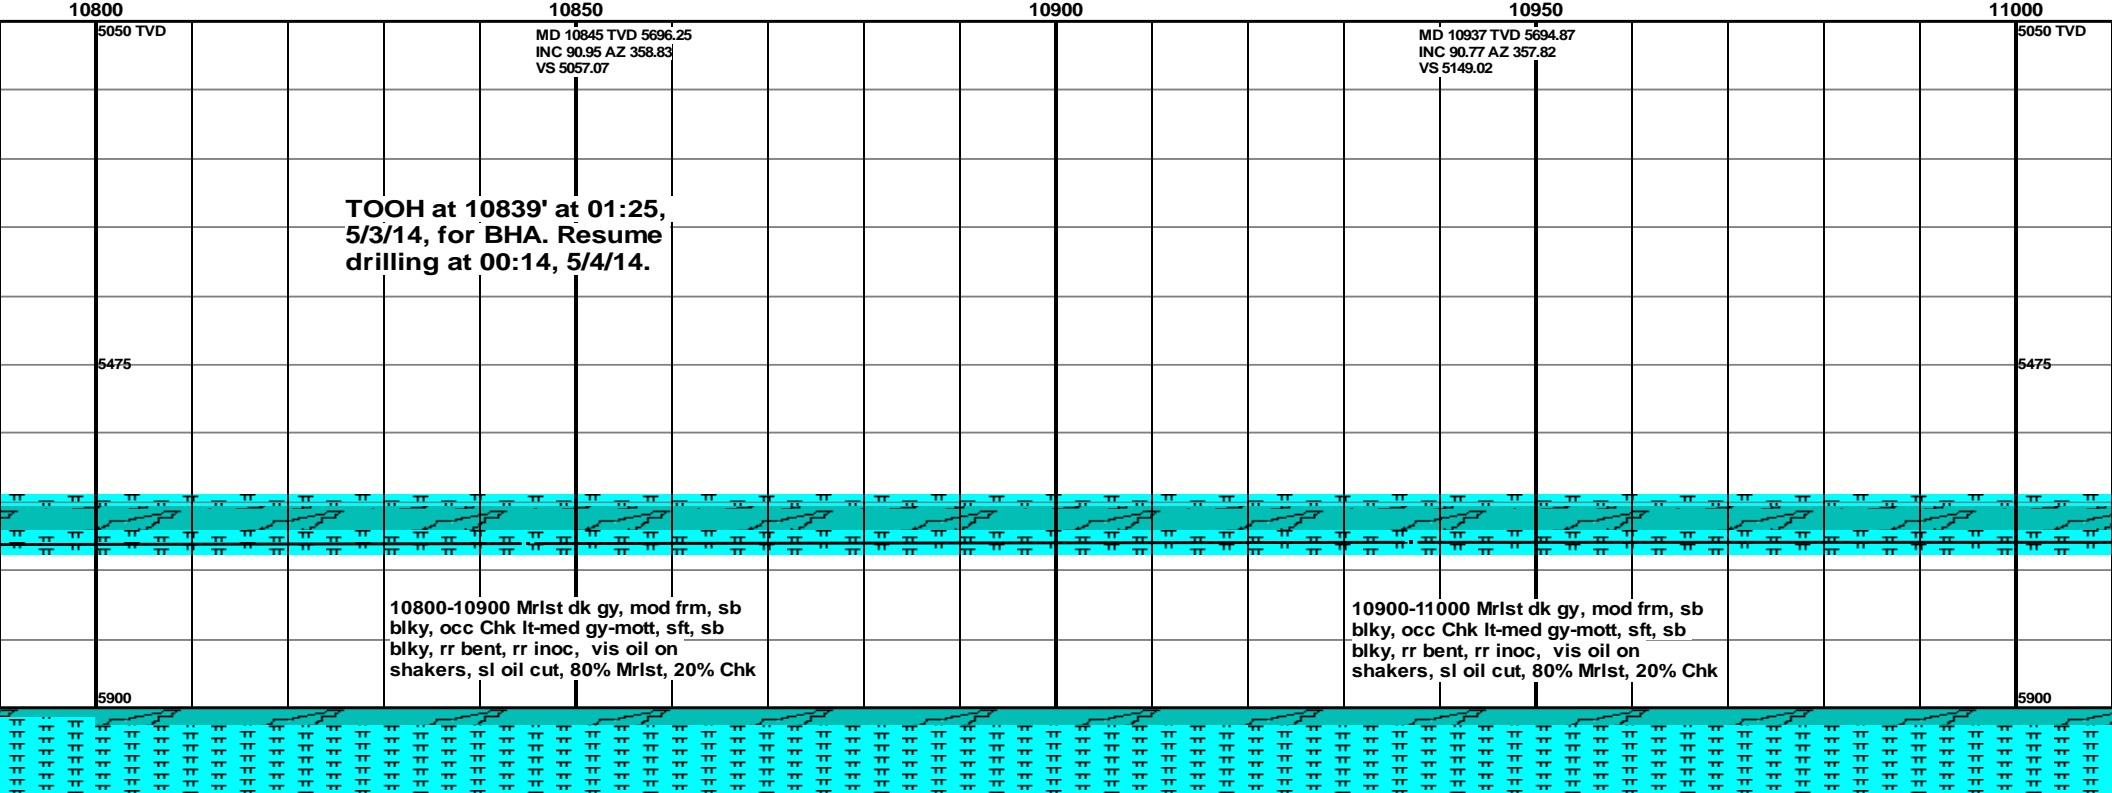 10800 10850 10900 10950 11000
5050 TVD
MD 10845 TVD 5696.25
INC 90.95 AZ 358.83
VS 5057.07
MD 10937 TVD 5694.87
INC 90.77 AZ 357.82
VS 5149.02
5050 TVD
TOOH at 10839' at 01:25,
5/3/14, for BHA. Resume
drilling at 00:14, 5/4/14.
5475
5475
10800-10900 Mrlst dk gy, mod frm, sb
blky, occ Chk lt-med gy-mott, sft, sb
blky, rr bent, rr inoc, vis oil on
shakers, sl oil cut, 80% Mrlst, 20% Chk
10900-11000 Mrlst dk gy, mod frm, sb
blky, occ Chk lt-med gy-mott, sft, sb
blky, rr bent, rr inoc, vis oil on
shakers, sl oil cut, 80% Mrlst, 20% Chk
5900
5900